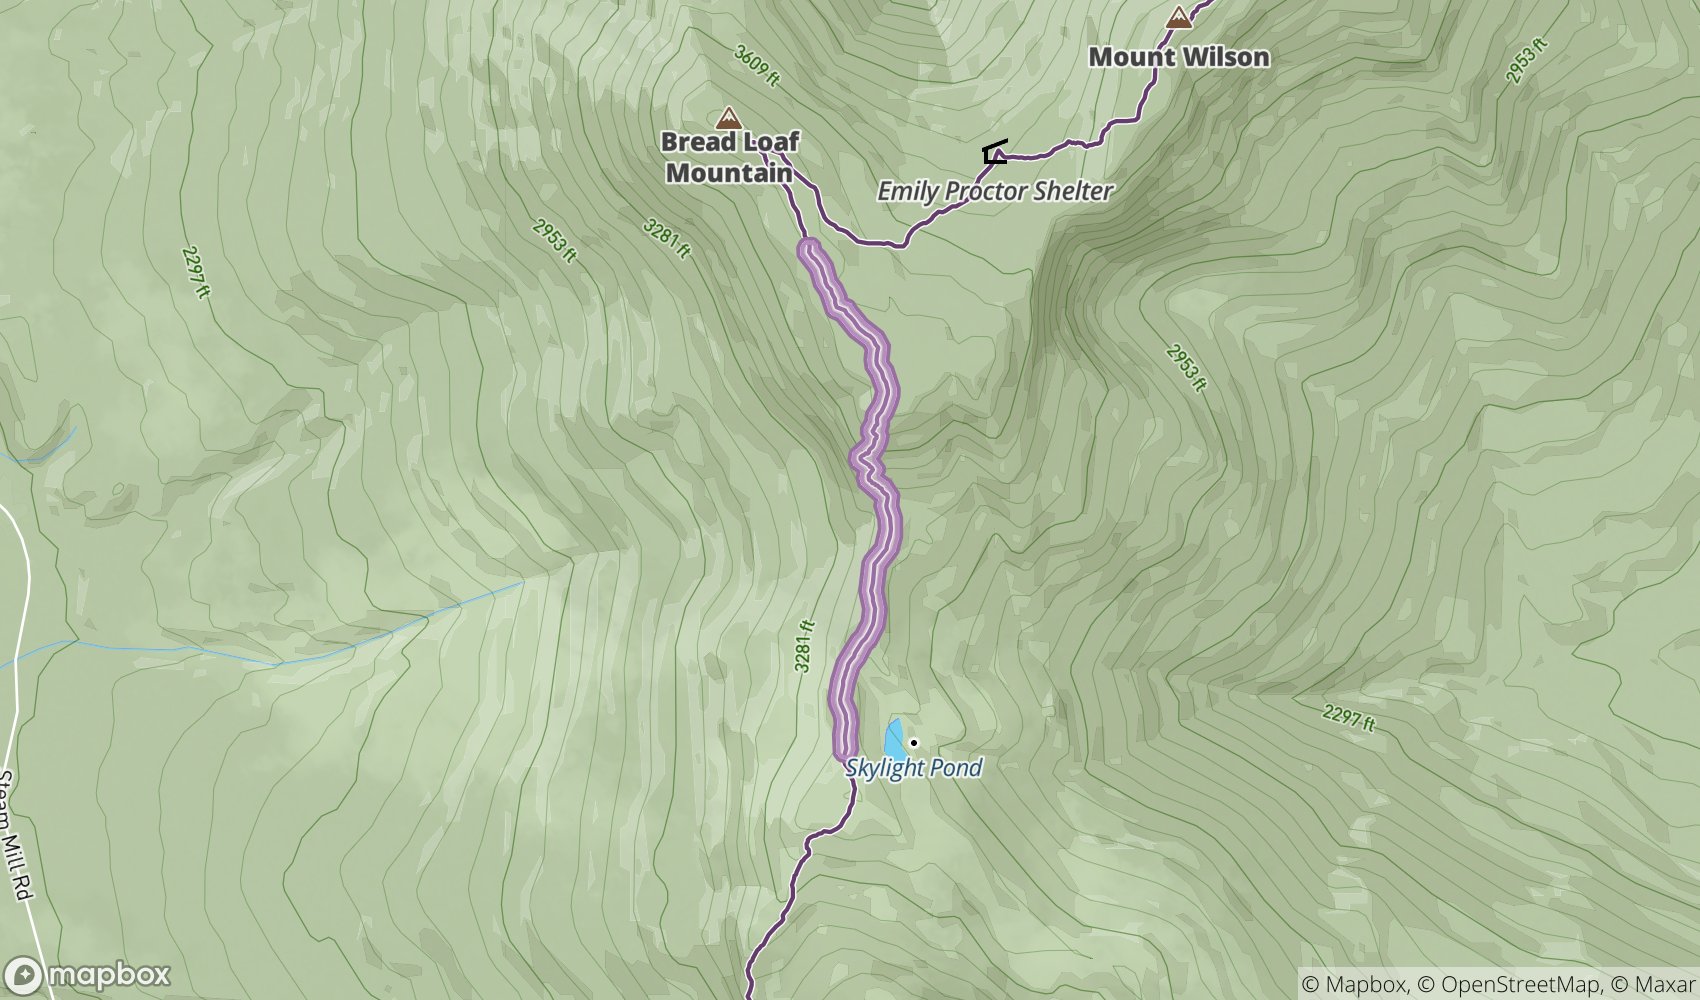 Mount Wilson
3609 ft
2953 ft
Bread Loaf
Mountain
Emily Proctor Shelter
2953 ft
3281 ft
2297 ft
2953 ft
3281 ft
2297 ft
Skylight Pond
Steam Mill Rd
mapbox
© Mapbox, © OpenStreetMap, © Maxar